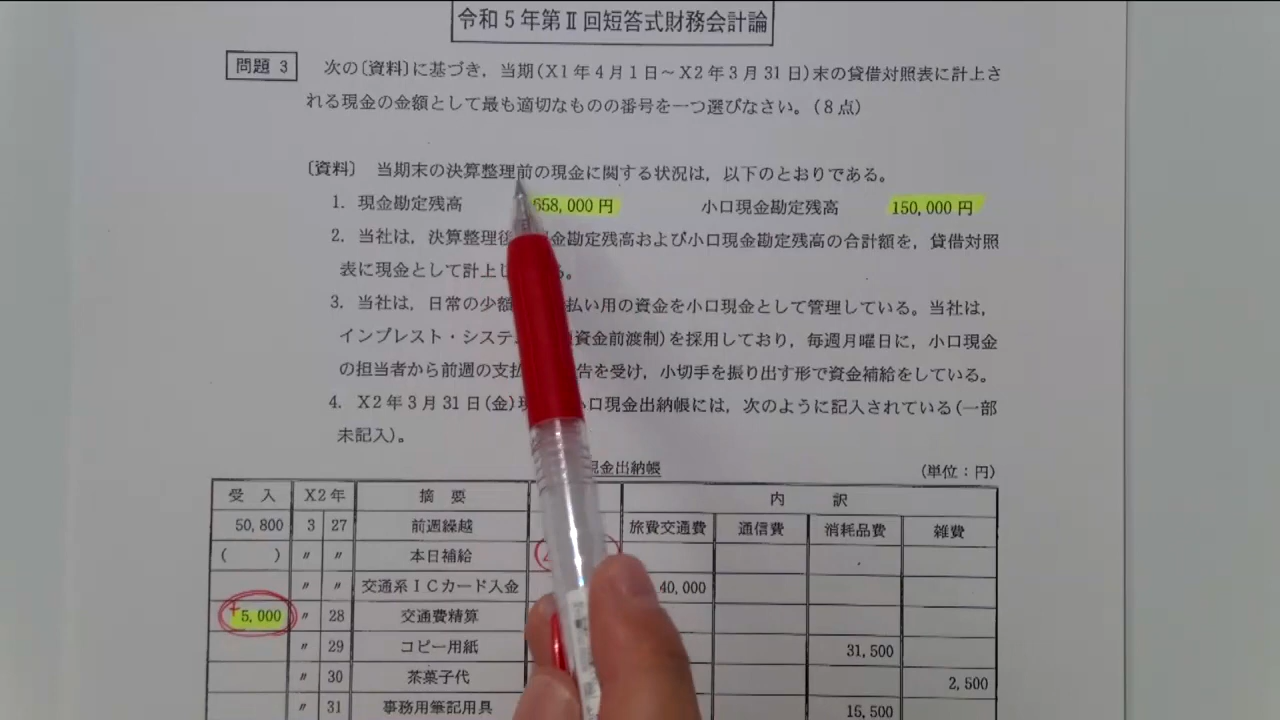 令和5年第Ⅱ回短答式財務会計論
問題 3 次の〔資料〕に基づき，当期(X1年4月1日～X2年3月31日)末の貸借対照表に計上さ
れる現金の金額として最も適切なものの番号を一つ選びなさい。(8点)
〔資料〕 当期末の決算整理前の現金に関する状況は，以下のとおりである。
1. 現金勘定残高 658,000円 小口現金勘定残高 150,000円
2. 当社は，決算整理後 金勘定残高および小口現金勘定残高の合計額を，貸借対照
表に現金として計上し る。
3. 当社は，日常の少額 払い用の資金を小口現金として管理している。当社は，
インプレスト・システ 資金前渡制)を採用しており，毎週月曜日に，小口現金
の担当者から前週の支払 告を受け，小切手を振り出す形で資金補給をしている。
4. X2年3月31日(金)現 小口現金出納帳には，次のように記入されている(一部
未記入)。
現金出納帳 (単位：円)
受 入 X2年 摘 要 内 訳
旅費交通費 通信費 消耗品費 雑費
50,800 3 27 前週繰越
( ) 〃 〃 本日補給
〃 〃 交通系ICカード入金 40,000
+5,000 〃 28 交通費精算
〃 29 コピー用紙 31,500
〃 30 茶菓子代 2,500
〃 31 事務用筆記用具 15,500